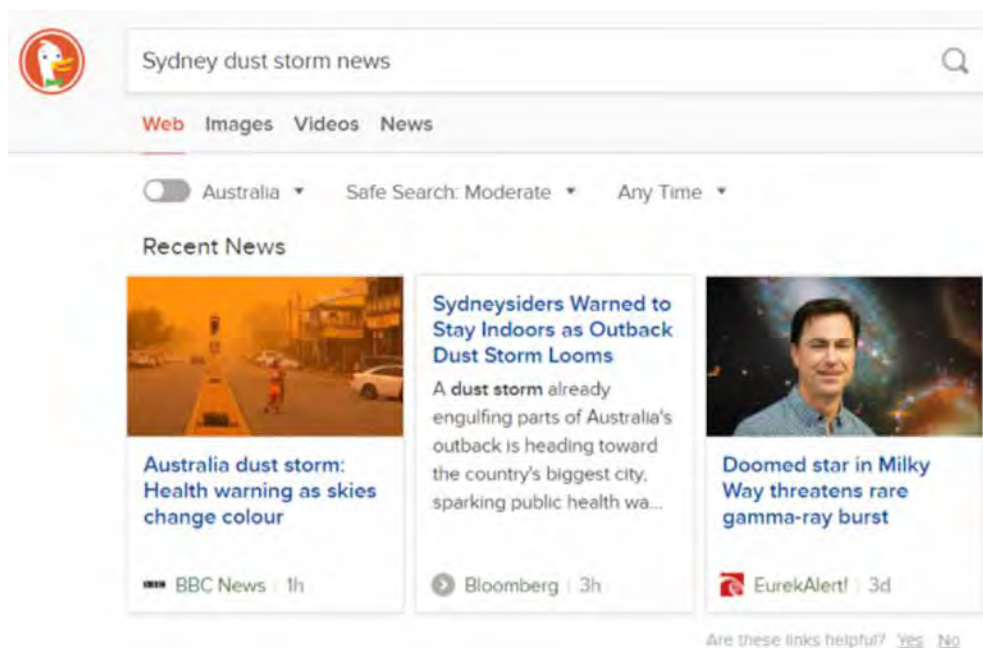 Sydney dust storm news
Web Images Videos News
Australia Safe Search: Moderate Any Time
Recent News
Australia dust storm:
Health warning as skies
change colour
BBC News 1h
Sydneysiders Warned to
Stay Indoors as Outback
Dust Storm Looms
A dust storm already
engulfing parts of Australia's
outback is heading toward
the country's biggest city,
sparking public health wa...
Bloomberg 3h
Doomed star in Milky
Way threatens rare
gamma-ray burst
EurekAlert! 3d
Are these links helpful? Yes No